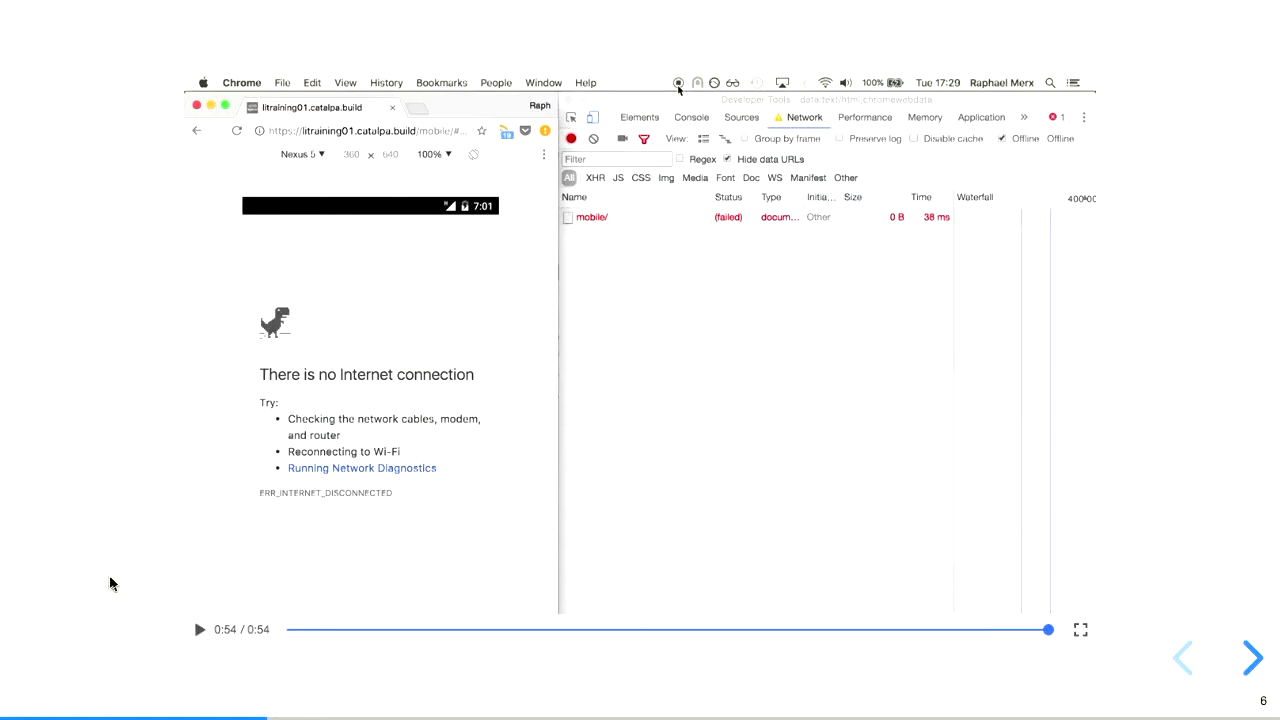 Chrome File Edit View History Bookmarks People Window Help 100% Tue 17:29 Raphael Merx
litraining01.catalpa.build × Raph
https://litraining01.catalpa.build/mobile/#...
Nexus 5 ▼ 360 × 640 100% ▼
7:01
There is no Internet connection
Try:
• Checking the network cables, modem,
and router
• Reconnecting to Wi-Fi
• Running Network Diagnostics
ERR_INTERNET_DISCONNECTED
Developer Tools
Elements Console Sources Network Performance Memory Application » 1
View: Group by frame Preserve log Disable cache Offline Offline
Filter Regex Hide data URLs
All XHR JS CSS Img Media Font Doc WS Manifest Other
Name Status Type Initia... Size Time Waterfall
mobile/ (failed) docum... Other 0 B 38 ms
0:54 / 0:54
6